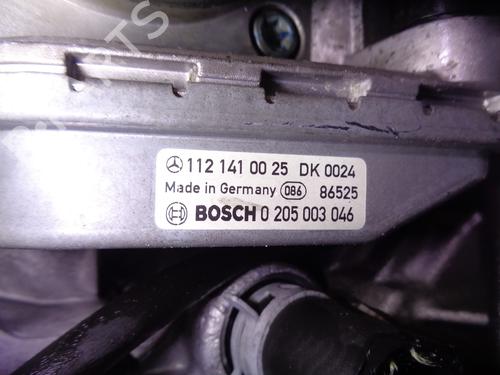 112 141 00 25 DK 0024
Made in Germany 086 86525
BOSCH 0 205 003 046